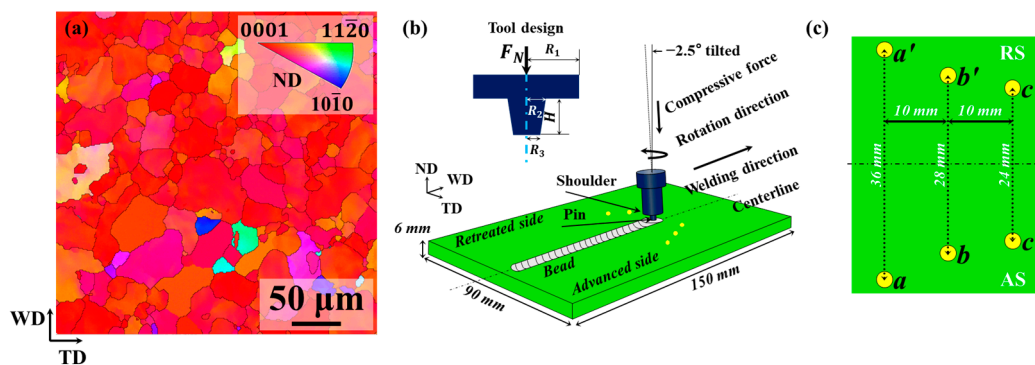 (a)
0001
112̅0
ND
101̅0
50 μm
WD
TD
(b)
Tool design
F_N
R_1
R_2
H
R_3
−2.5° tilted
Compressive force
Rotation direction
Welding direction
Centerline
ND
WD
TD
Shoulder
Pin
6 mm
Retreated side
Bead
Advanced side
90 mm
150 mm
(c)
RS
a'
b'
c
10 mm
10 mm
36 mm
28 mm
24 mm
a
b
c
AS